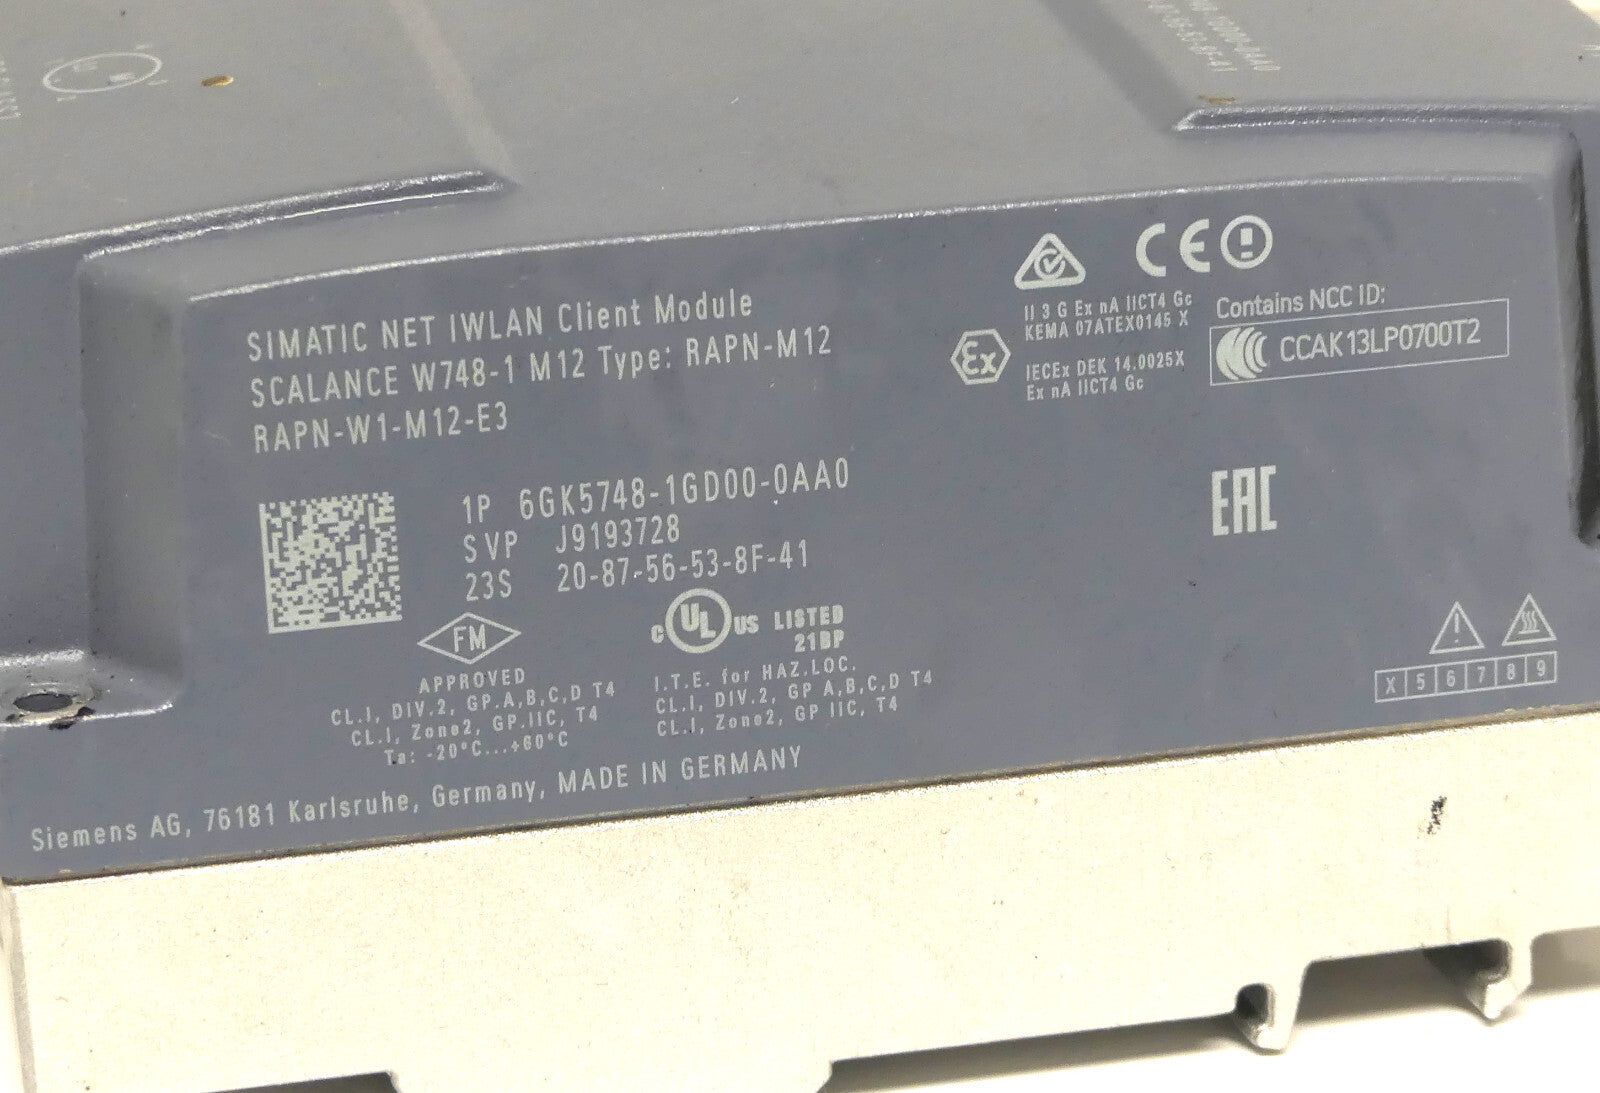 SIMATIC NET IWLAN Client Module
SCALANCE W748-1 M12 Type: RAPN-M12
RAPN-W1-M12-E3
1P 6GK5748-1GD00-0AA0
SVP J9193728
23S 20-87-56-53-8F-41
FM
APPROVED
CL.I, DIV.2, GP.A,B,C,D T4
CL.I, Zone2, GP.IIC, T4
Ta: -20°C...+60°C
c UL US LISTED
21BP
I.T.E. for HAZ.LOC.
CL.I, DIV.2, GP A,B,C,D T4
CL.I, Zone2, GP IIC, T4
Siemens AG, 76181 Karlsruhe, Germany, MADE IN GERMANY
CE
Ex
II 3 G Ex nA IICT4 Gc
KEMA 07ATEX0145 X
IECEx DEK 14.0025X
Ex nA IICT4 Gc
Contains NCC ID:
CCAK13LP0700T2
EAC
X 5 6 7 8 9